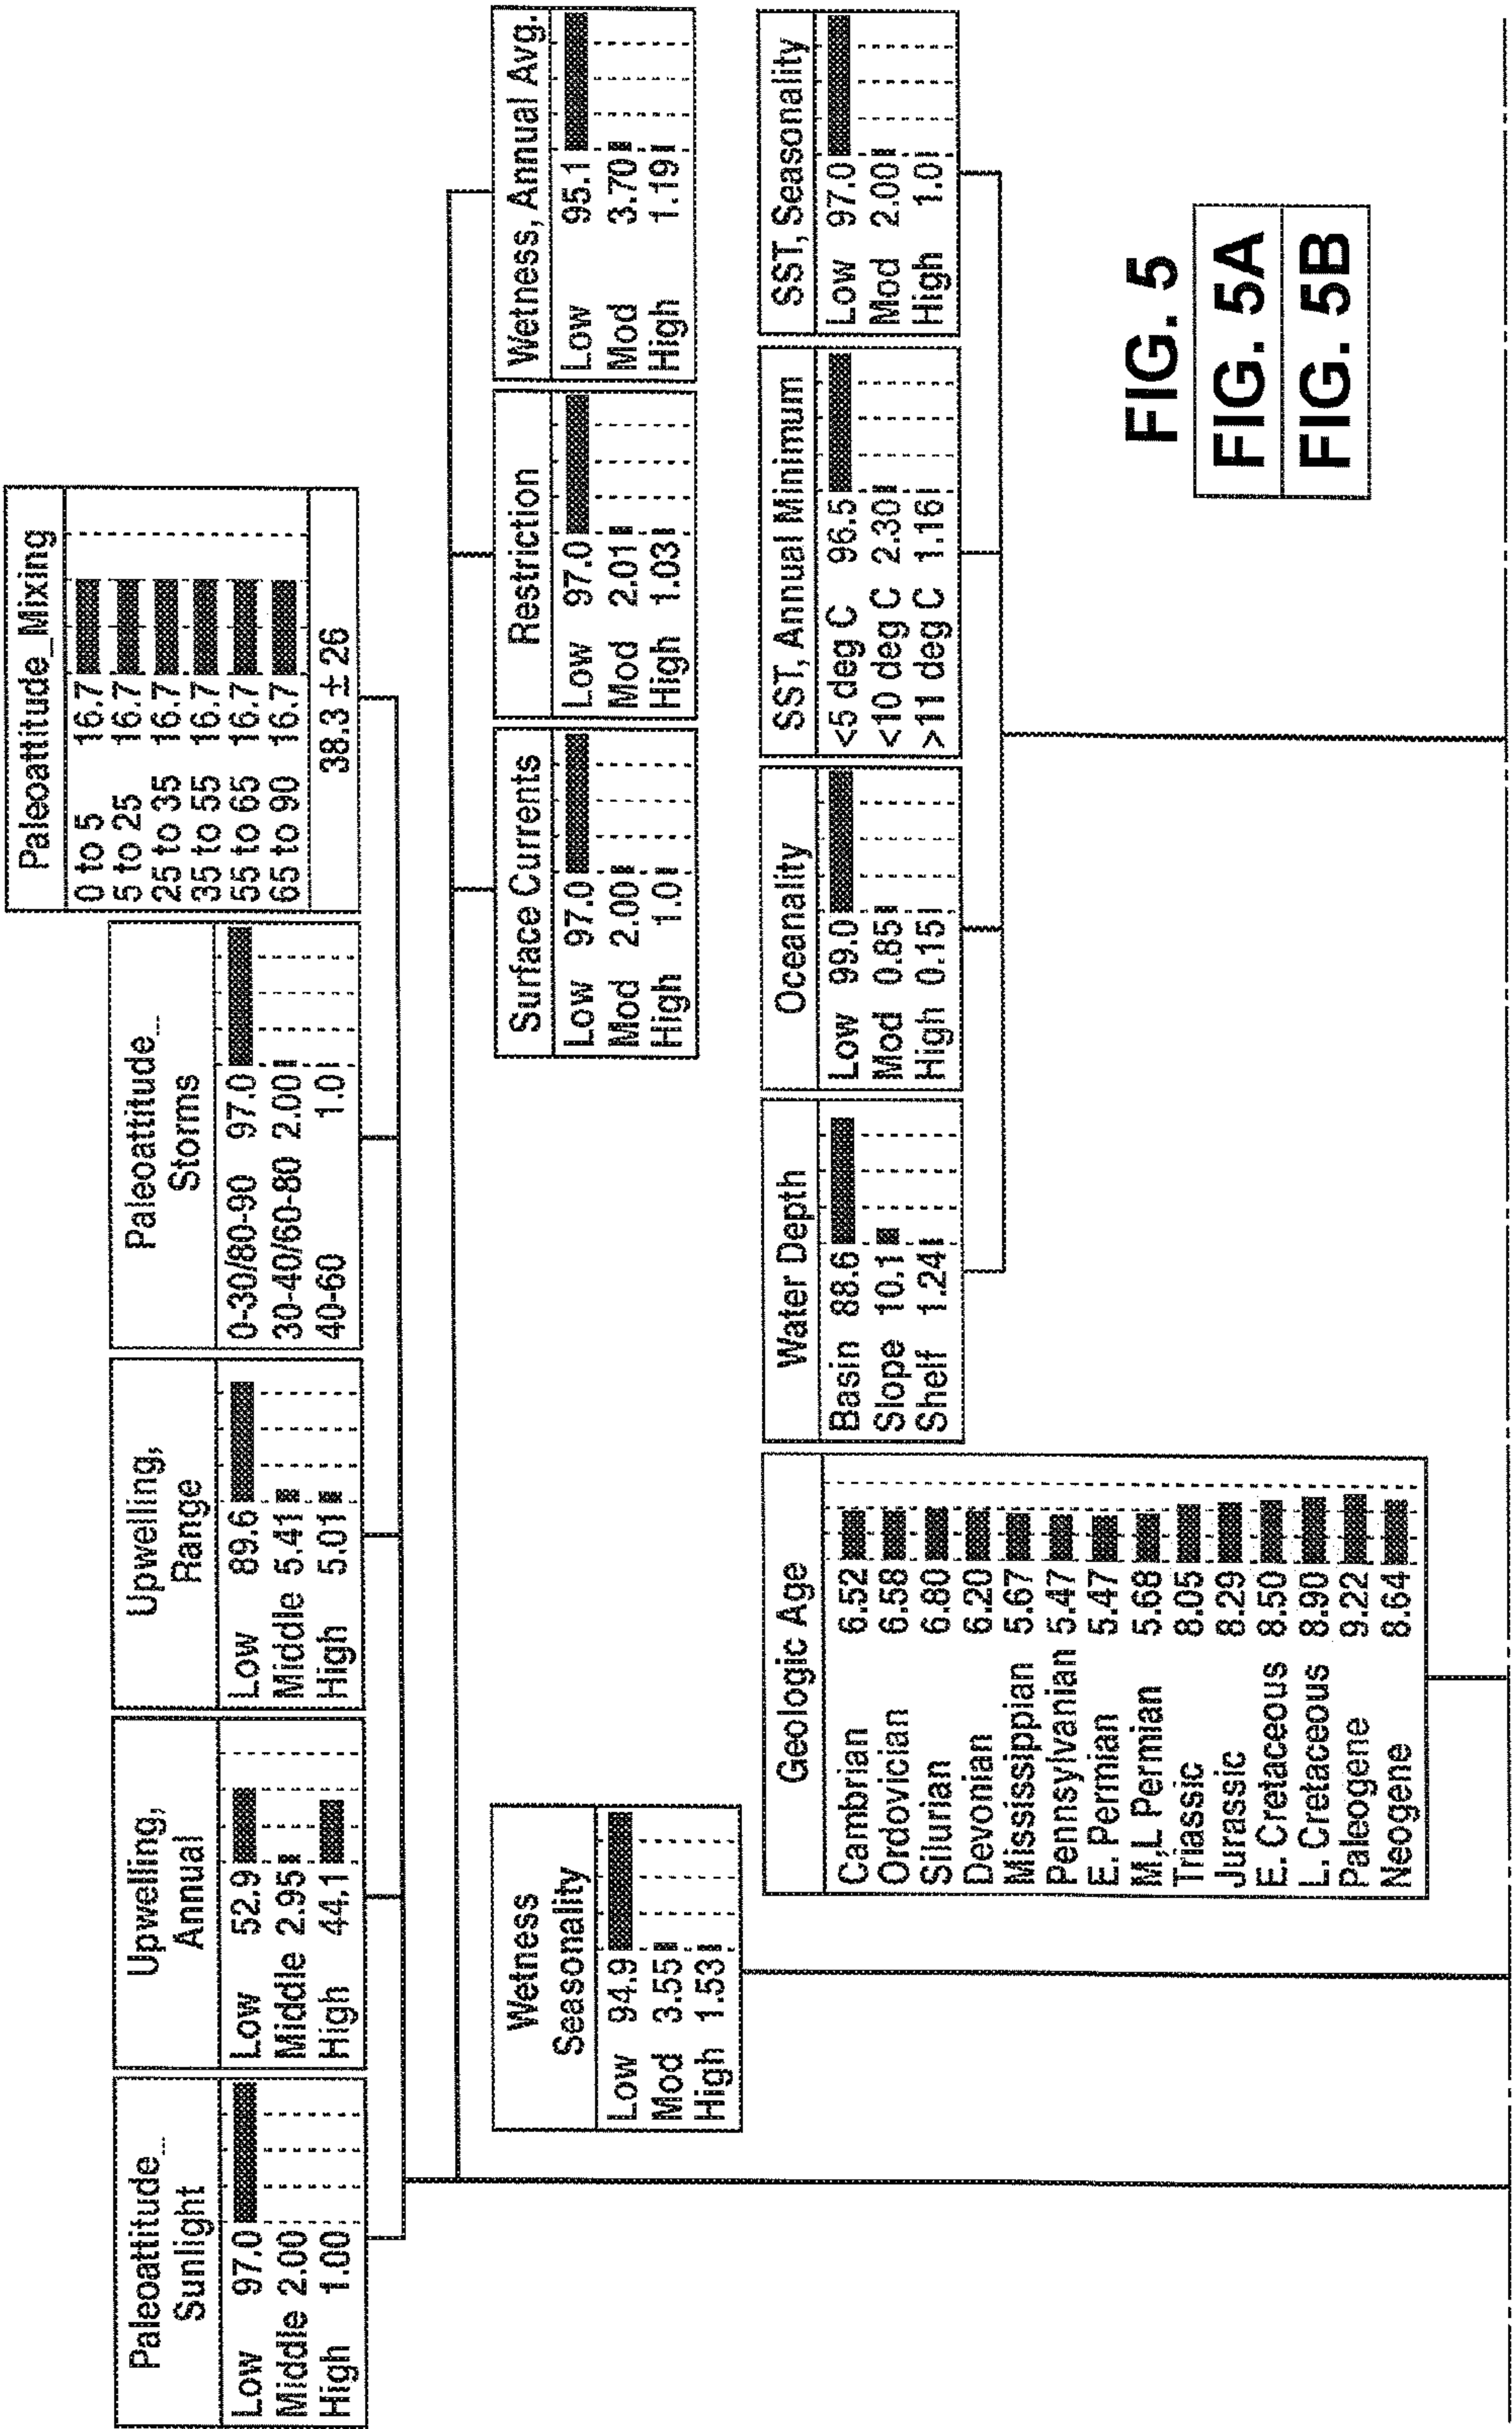 Paleoattitude_
Sunlight
Low 97.0
Middle 2.00
High 1.00
Upwelling,
Annual
Low 52.9
Middle 2.95
High 44.1
Upwelling,
Range
Low 89.6
Middle 5.41
High 5.01
Paleoattitude_
Storms
0-30/80-90 97.0
30-40/60-80 2.00
40-60 1.0
Paleoattitude_Mixing
0 to 5 16.7
5 to 25 16.7
25 to 35 16.7
35 to 55 16.7
55 to 65 16.7
65 to 90 16.7
38.3 ± 26
Wetness
Seasonality
Low 94.9
Mod 3.55
High 1.53
Surface Currents
Low 97.0
Mod 2.00
High 1.0
Restriction
Low 97.0
Mod 2.01
High 1.03
Wetness, Annual Avg.
Low 95.1
Mod 3.70
High 1.19
Geologic Age
Cambrian 6.52
Ordovician 6.58
Silurian 6.80
Devonian 6.20
Mississippian 5.67
Pennsylvanian 5.47
E. Permian 5.47
M,L Permian 5.68
Triassic 8.05
Jurassic 8.29
E. Cretaceous 8.50
L. Cretaceous 8.90
Paleogene 9.22
Neogene 8.64
Water Depth
Basin 88.6
Slope 10.1
Shelf 1.24
Oceanality
Low 99.0
Mod 0.85
High 0.15
SST, Annual Minimum
<5 deg C 96.5
<10 deg C 2.30
>11 deg C 1.16
SST, Seasonality
Low 97.0
Mod 2.00
High 1.0
FIG. 5
FIG. 5A
FIG. 5B